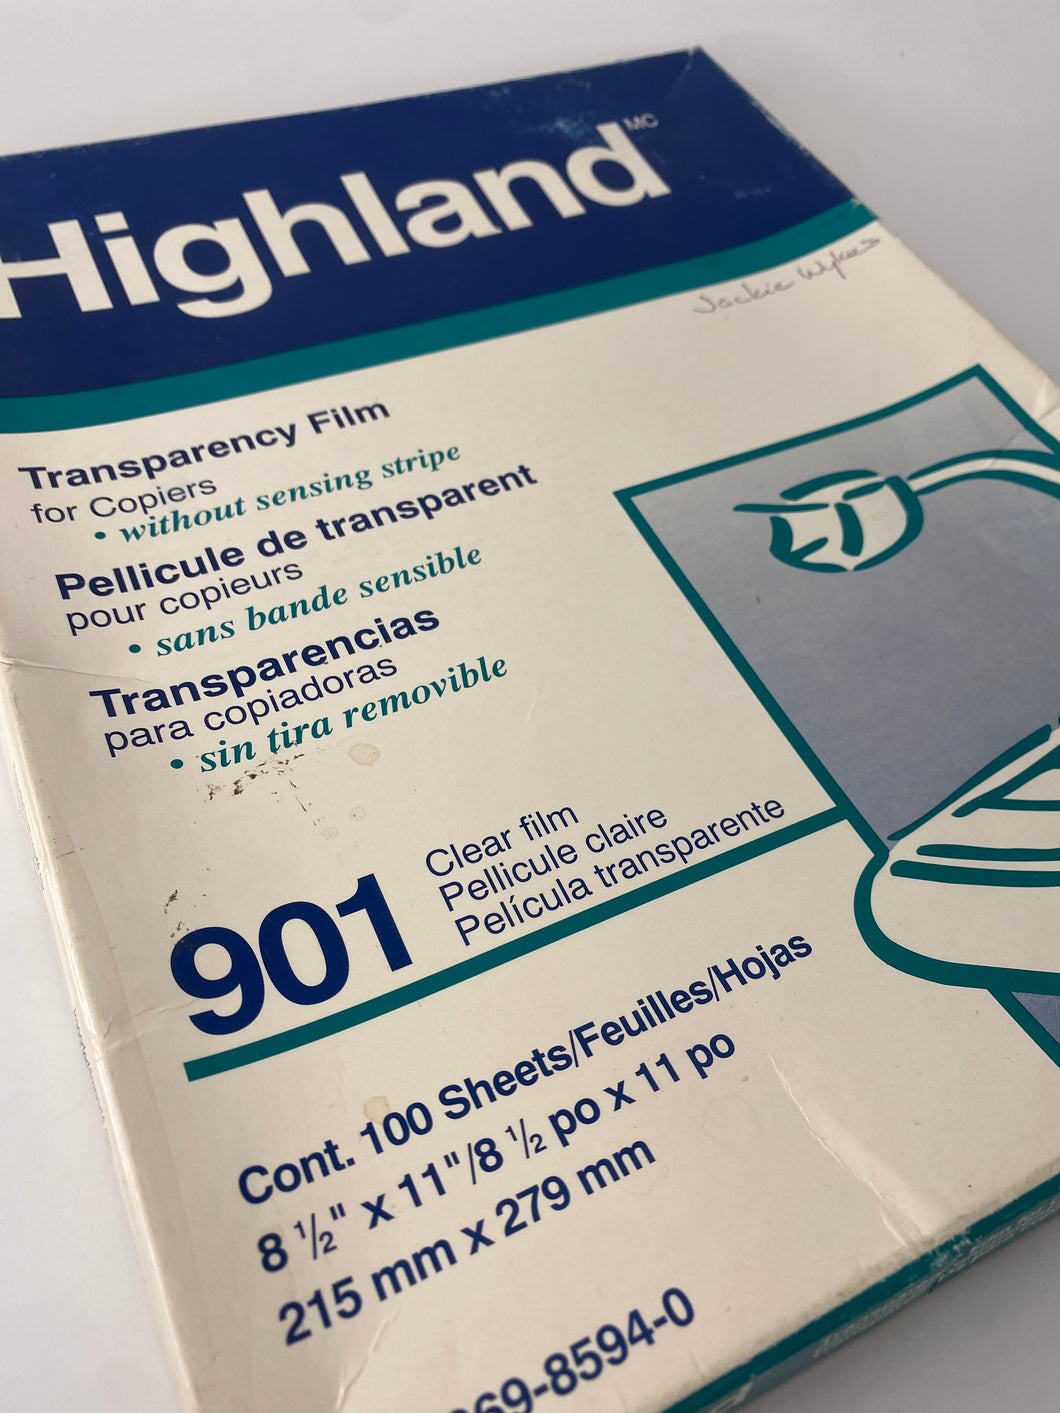 Highland MC
Jackie Wykes
Transparency Film
for Copiers
• without sensing stripe
Pellicule de transparent
pour copieurs
• sans bande sensible
Transparencias
para copiadoras
• sin tira removible
901
Clear film
Pellicule claire
Película transparente
Cont. 100 Sheets/Feuilles/Hojas
8 ½" x 11"/8 ½ po x 11 po
215 mm x 279 mm
69-8594-0